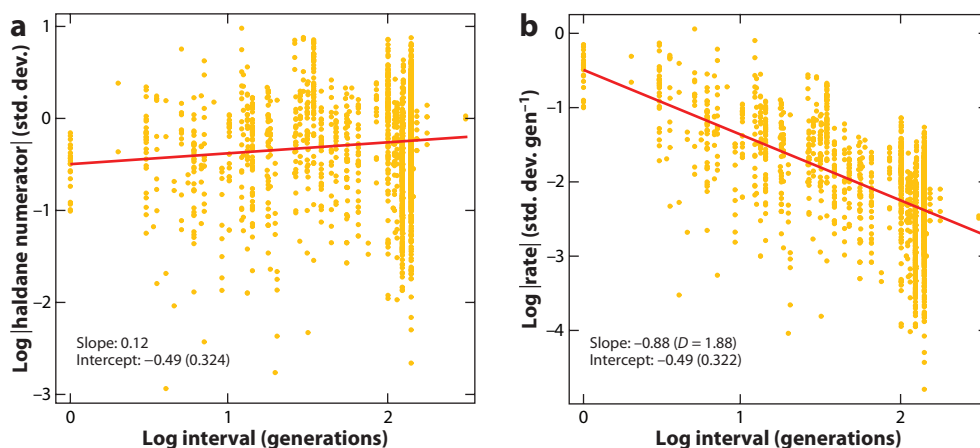 a
Log |haldane numerator| (std. dev.)
1
0
–1
–2
–3
Slope: 0.12
Intercept: –0.49 (0.324)
0
1
2
Log interval (generations)
b
Log |rate| (std. dev. gen⁻¹)
0
–1
–2
–3
–4
Slope: –0.88 (D = 1.88)
Intercept: –0.49 (0.322)
0
1
2
Log interval (generations)